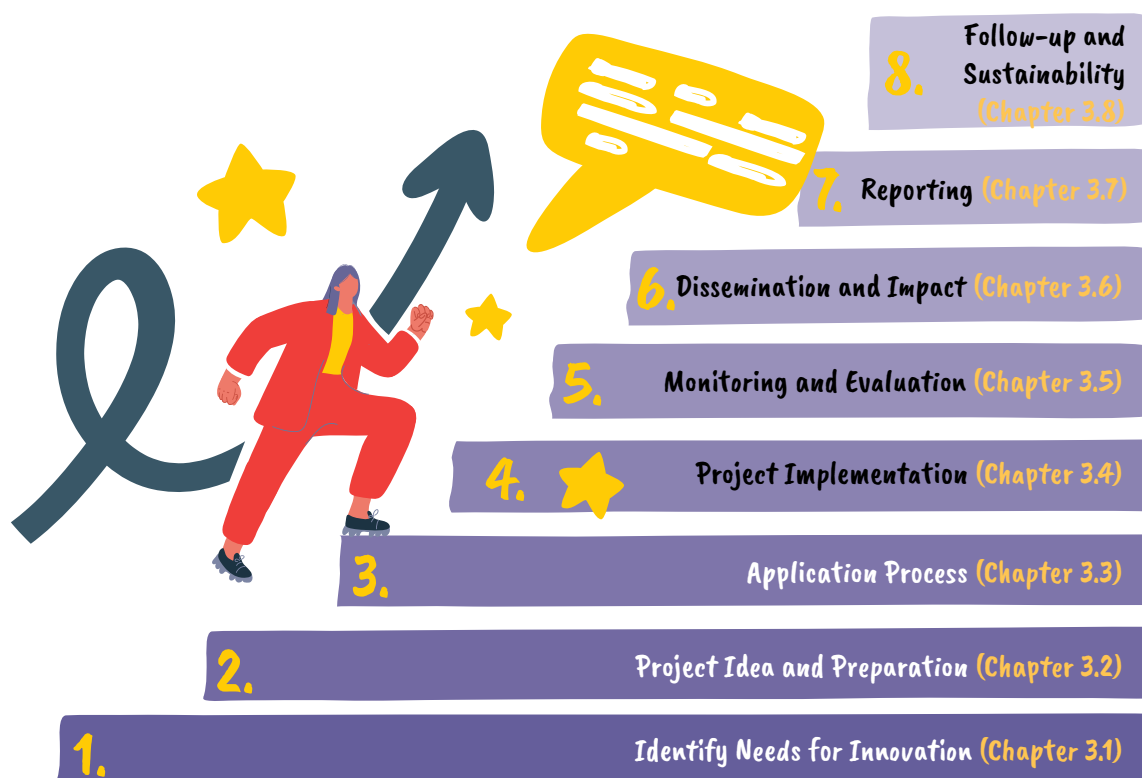 8. Follow-up and
Sustainability
(Chapter 3.8)
7. Reporting (Chapter 3.7)
6. Dissemination and Impact (Chapter 3.6)
5. Monitoring and Evaluation (Chapter 3.5)
4. Project Implementation (Chapter 3.4)
3. Application Process (Chapter 3.3)
2. Project Idea and Preparation (Chapter 3.2)
1. Identify Needs for Innovation (Chapter 3.1)